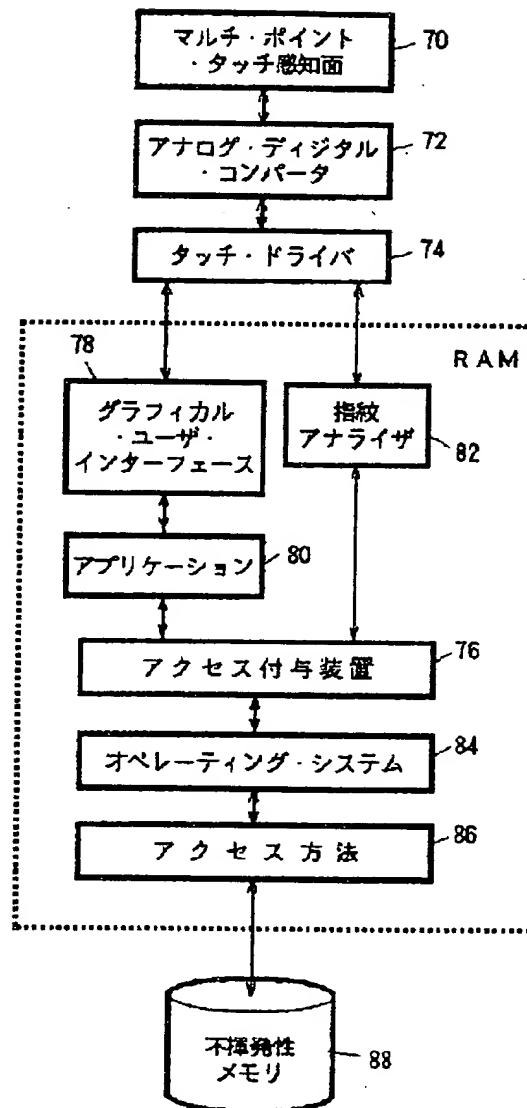 マルチ・ポイント
・タッチ感知面
70
アナログ・ディジタル
・コンバータ
72
タッチ・ドライバ
74
RAM
78
グラフィカル
・ユーザ・
インターフェース
指紋
アナライザ
82
アプリケーション
80
アクセス付与装置
76
オペレーティング・システム
84
アクセス方法
86
不揮発性
メモリ
88